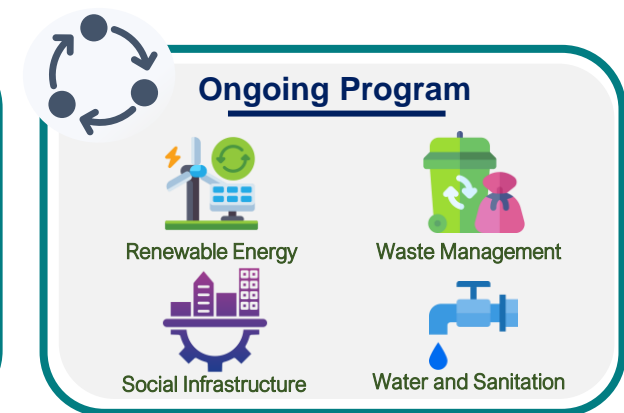 Ongoing Program
Renewable Energy
Waste Management
Social Infrastructure
Water and Sanitation